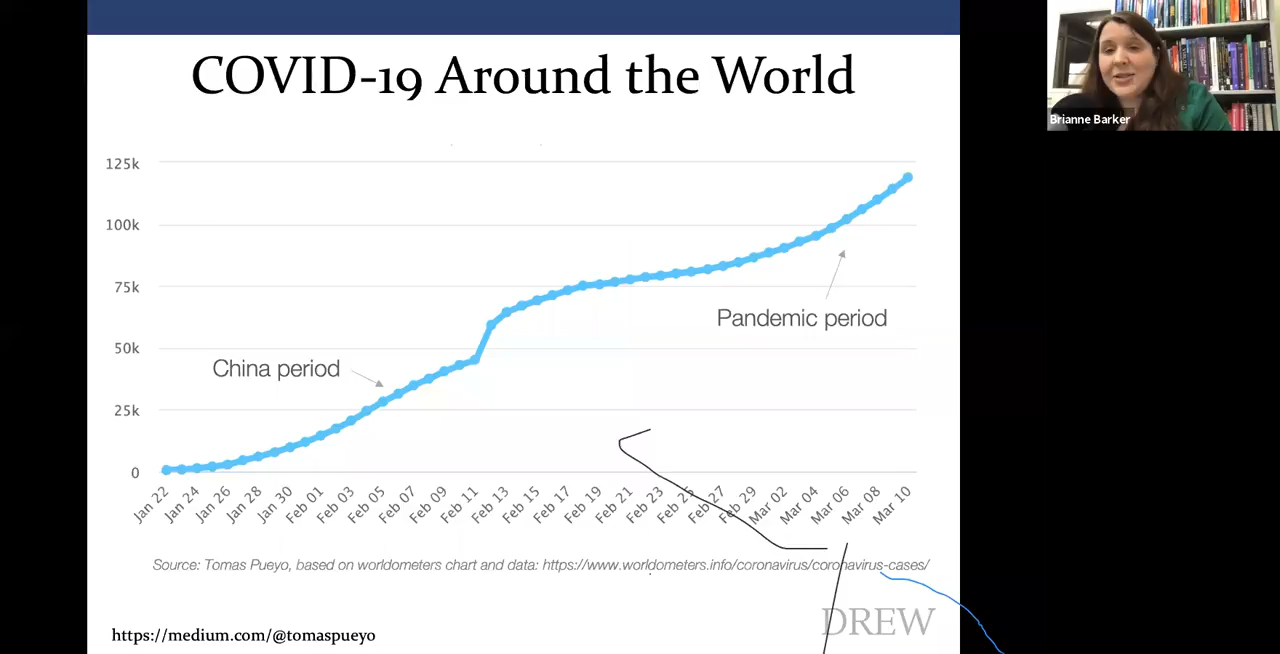 COVID-19 Around the World
Brianne Barker
125k
100k
75k
50k
25k
0
China period
Pandemic period
Jan 22
Jan 24
Jan 26
Jan 28
Jan 30
Feb 01
Feb 03
Feb 05
Feb 07
Feb 09
Feb 11
Feb 13
Feb 15
Feb 17
Feb 19
Feb 21
Feb 23
Feb 25
Feb 27
Feb 29
Mar 02
Mar 04
Mar 06
Mar 08
Mar 10
Source: Tomas Pueyo, based on worldometers chart and data: https://www.worldometers.info/coronavirus/coronavirus-cases/
DREW
https://medium.com/@tomaspueyo